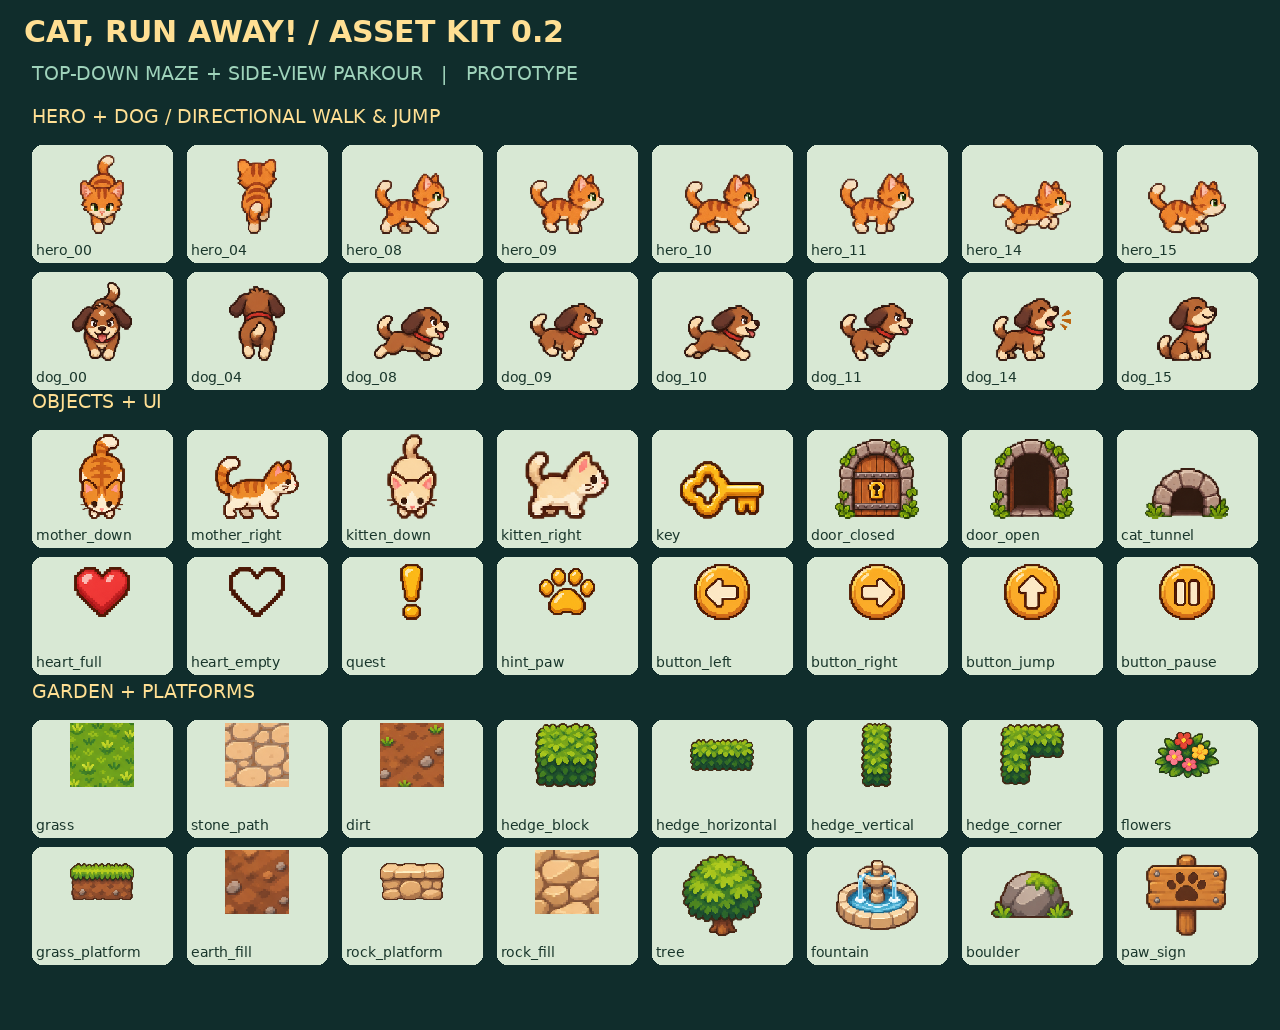 CAT, RUN AWAY! / ASSET KIT 0.2
TOP-DOWN MAZE + SIDE-VIEW PARKOUR | PROTOTYPE
HERO + DOG / DIRECTIONAL WALK & JUMP
hero_00 hero_04 hero_08 hero_09 hero_10 hero_11 hero_14 hero_15
dog_00 dog_04 dog_08 dog_09 dog_10 dog_11 dog_14 dog_15
OBJECTS + UI
mother_down mother_right kitten_down kitten_right key door_closed door_open cat_tunnel
heart_full heart_empty quest hint_paw button_left button_right button_jump button_pause
GARDEN + PLATFORMS
grass stone_path dirt hedge_block hedge_horizontal hedge_vertical hedge_corner flowers
grass_platform earth_fill rock_platform rock_fill tree fountain boulder paw_sign